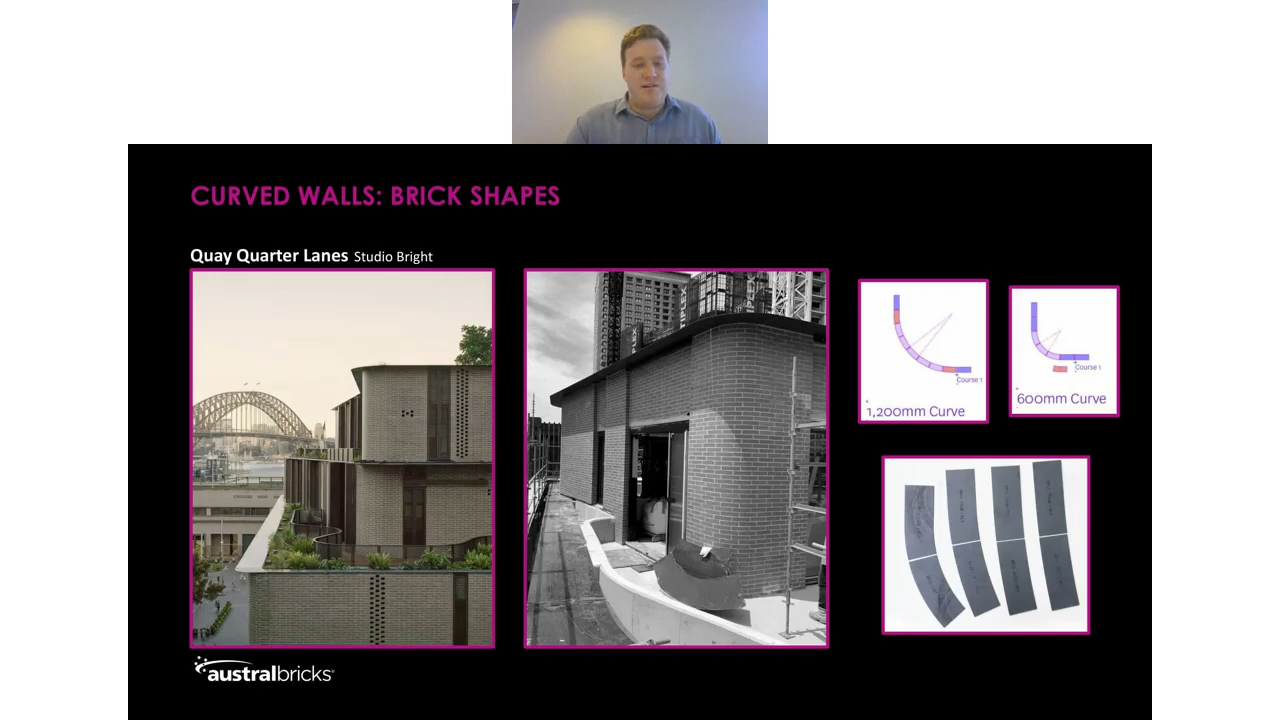 CURVED WALLS: BRICK SHAPES
Quay Quarter Lanes Studio Bright
Course 1
1,200mm Curve
Course 1
600mm Curve
australbricks®